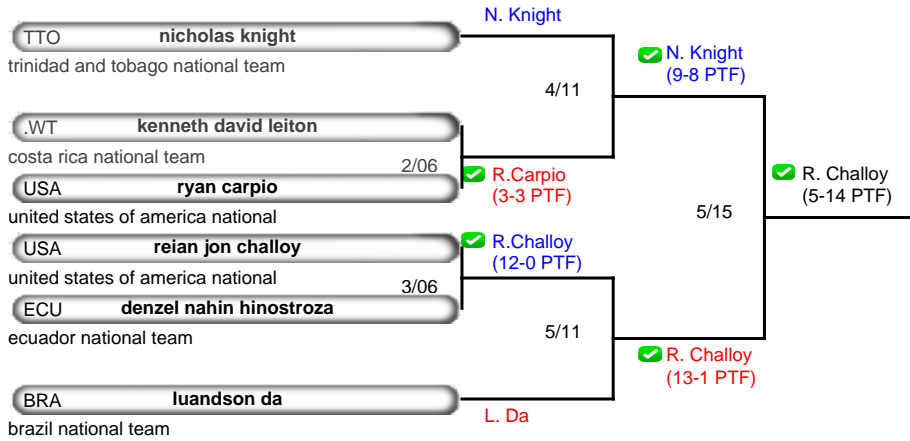 N. Knight
TTO nicholas knight
trinidad and tobago national team
N. Knight
(9-8 PTF)
4/11
.WT kenneth david leiton
costa rica national team
2/06
R.Carpio
(3-3 PTF)
USA ryan carpio
united states of america national
R. Challoy
(5-14 PTF)
5/15
USA reian jon challoy
united states of america national
R.Challoy
(12-0 PTF)
3/06
ECU denzel nahin hinostroza
ecuador national team
5/11
R. Challoy
(13-1 PTF)
BRA luandson da
brazil national team
L. Da